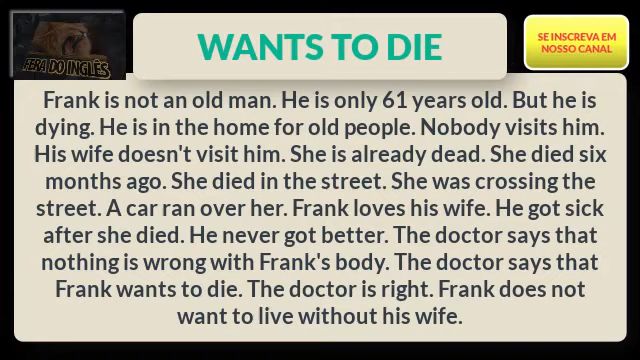 FERA DO INGLÊS
WANTS TO DIE
SE INSCREVA EM
NOSSO CANAL
Frank is not an old man. He is only 61 years old. But he is
dying. He is in the home for old people. Nobody visits him.
His wife doesn't visit him. She is already dead. She died six
months ago. She died in the street. She was crossing the
street. A car ran over her. Frank loves his wife. He got sick
after she died. He never got better. The doctor says that
nothing is wrong with Frank's body. The doctor says that
Frank wants to die. The doctor is right. Frank does not
want to live without his wife.